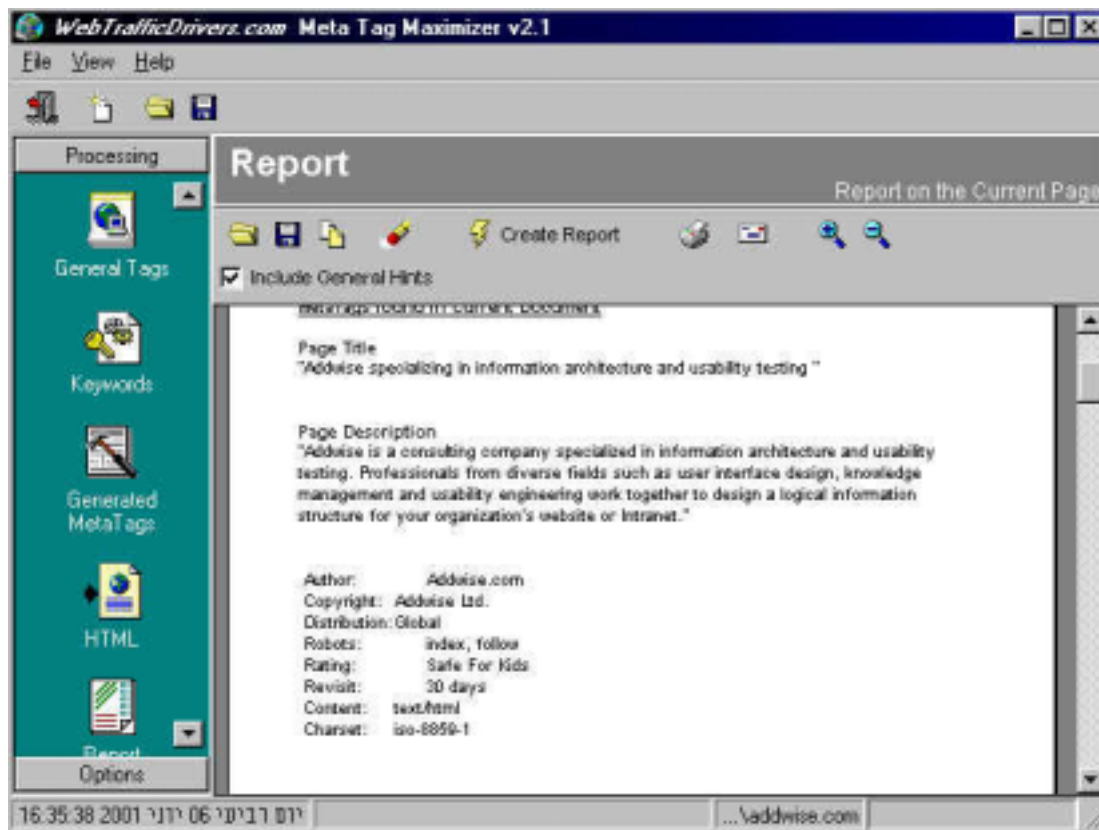 WebTrafficDrivers.com Meta Tag Maximizer v2.1
File View Help
Processing
General Tags
Keywords
Generated
MetaTags
HTML
Report
Options
Report
Report on the Current Page
Create Report
Include General Hints
MetaTags found in Current Document
Page Title
"Addwise specializing in information architecture and usability testing "
Page Description
"Addwise is a consulting company specialized in information architecture and usability
testing. Professionals from diverse fields such as user interface design, knowledge
management and usability engineering work together to design a logical information
structure for your organization's website or Intranet."
Author: Addwise.com
Copyright: Addwise Ltd.
Distribution: Global
Robots: index, follow
Rating: Safe For Kids
Revisit: 30 days
Content: text/html
Charset: iso-8859-1
יום רביעי 06 יוני 2001 16:35:38
...\addwise.com